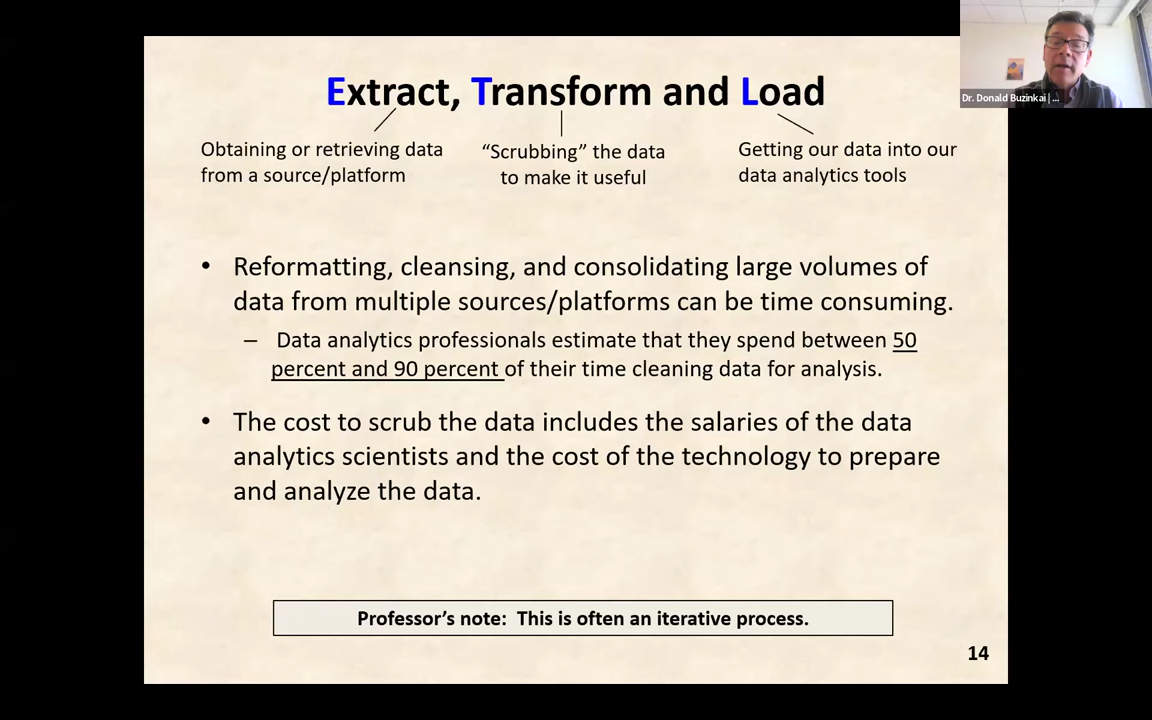 Extract, Transform and Load
Obtaining or retrieving data
from a source/platform
“Scrubbing” the data
to make it useful
Getting our data into our
data analytics tools
• Reformatting, cleansing, and consolidating large volumes of
data from multiple sources/platforms can be time consuming.
– Data analytics professionals estimate that they spend between 50
percent and 90 percent of their time cleaning data for analysis.
• The cost to scrub the data includes the salaries of the data
analytics scientists and the cost of the technology to prepare
and analyze the data.
Professor’s note: This is often an iterative process.
14
Dr. Donald Buzinkai | ...